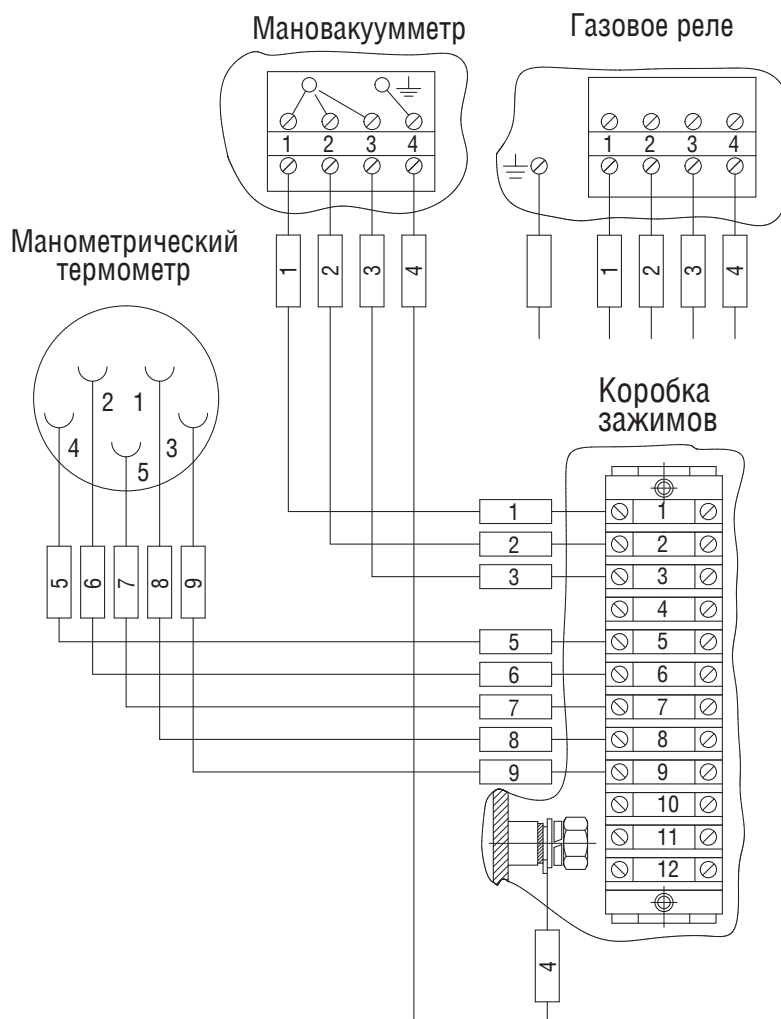 Мановакуумметр
Газовое реле
1 2 3 4
1 2 3 4
1 2 3 4
1 2 3 4
Манометрический
термометр
2 1
4 3
5
5 6 7 8 9
Коробка
зажимов
1 1
2 2
3 3
4
5 5
6 6
7 7
8 8
9 9
10
11
12
4